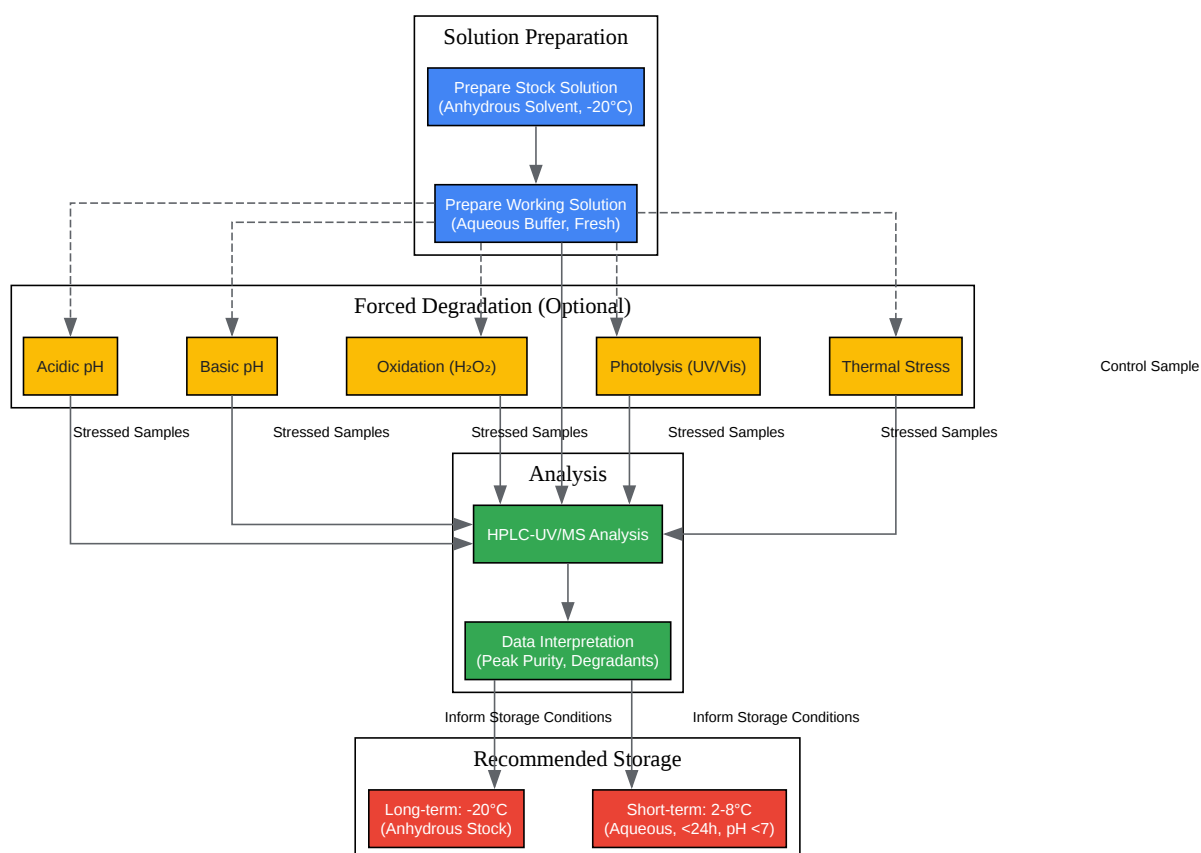 Solution Preparation
Prepare Stock Solution
(Anhydrous Solvent, -20°C)
Prepare Working Solution
(Aqueous Buffer, Fresh)
Forced Degradation (Optional)
Acidic pH
Basic pH
Oxidation (H₂O₂)
Photolysis (UV/Vis)
Thermal Stress
Control Sample
Stressed Samples
Stressed Samples
Stressed Samples
Stressed Samples
Stressed Samples
Analysis
HPLC-UV/MS Analysis
Data Interpretation
(Peak Purity, Degradants)
Inform Storage Conditions
Inform Storage Conditions
Recommended Storage
Long-term: -20°C
(Anhydrous Stock)
Short-term: 2-8°C
(Aqueous, <24h, pH <7)